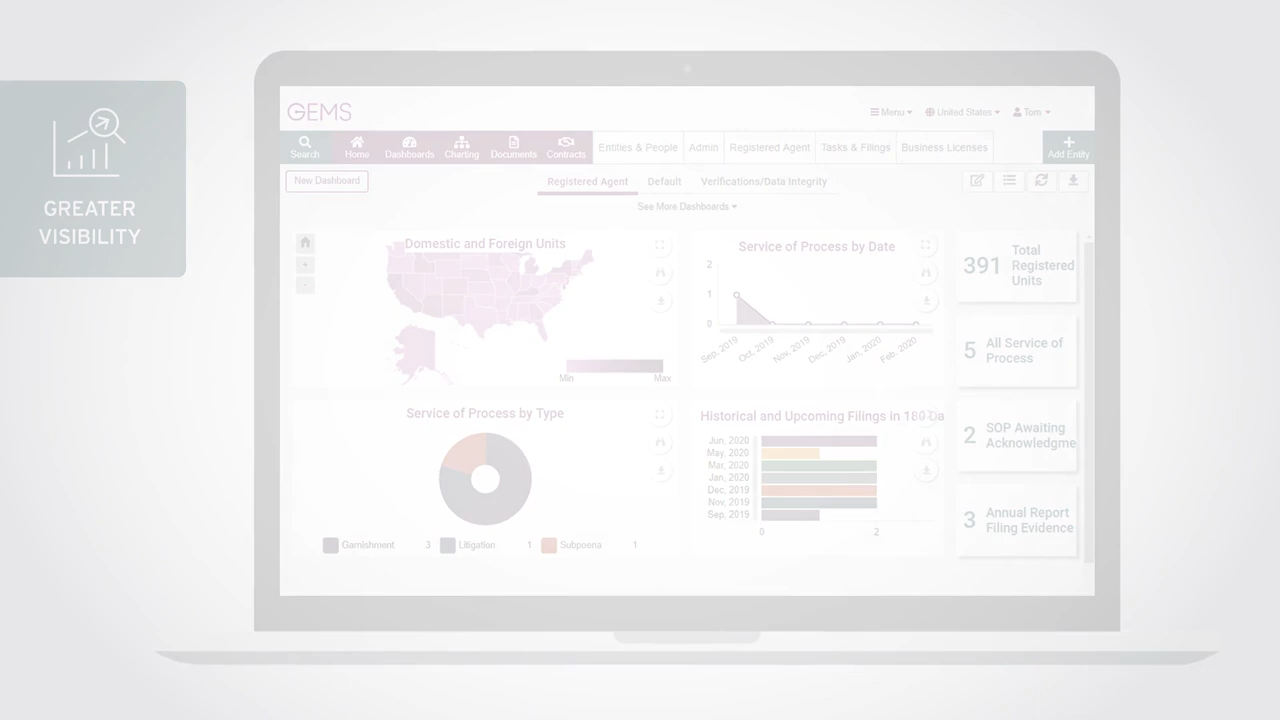 GREATER
VISIBILITY
GEMS
Menu
United States
Tom
Search
Home
Dashboards
Charting
Documents
Contracts
Entities & People
Admin
Registered Agent
Tasks & Filings
Business Licenses
Add Entity
New Dashboard
Registered Agent
Default
Verifications/Data Integrity
See More Dashboards
Domestic and Foreign Units
+
-
Min
Max
Service of Process by Date
2
1
0
Sep, 2019
Oct, 2019
Nov, 2019
Dec, 2019
Jan, 2020
Feb, 2020
391
Total
Registered
Units
5
All Service of
Process
2
SOP Awaiting
Acknowledgme
3
Annual Report
Filing Evidence
Service of Process by Type
Garnishment 3
Litigation 1
Subpoena 1
Historical and Upcoming Filings in 180 Da
Jun, 2020
May, 2020
Mar, 2020
Jan, 2020
Dec, 2019
Nov, 2019
Sep, 2019
0
2